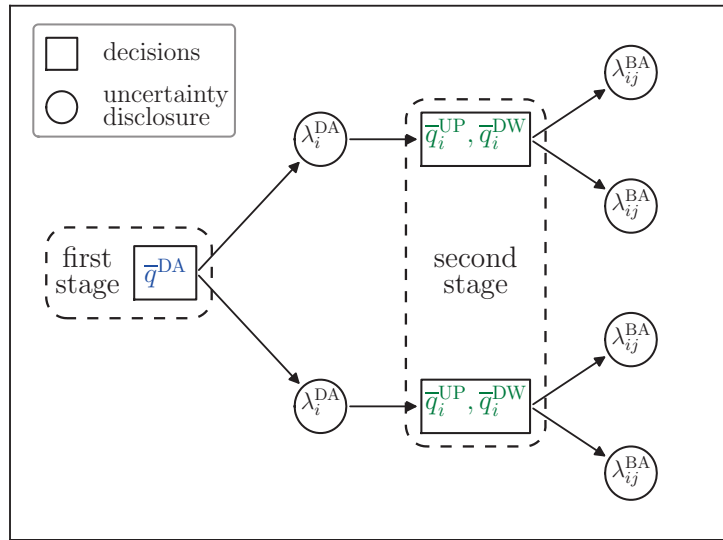 decisions
uncertainty
disclosure
λ_i^DA
q̅_i^UP, q̅_i^DW
λ_ij^BA
λ_ij^BA
first
stage
q̅^DA
second
stage
λ_i^DA
q̅_i^UP, q̅_i^DW
λ_ij^BA
λ_ij^BA